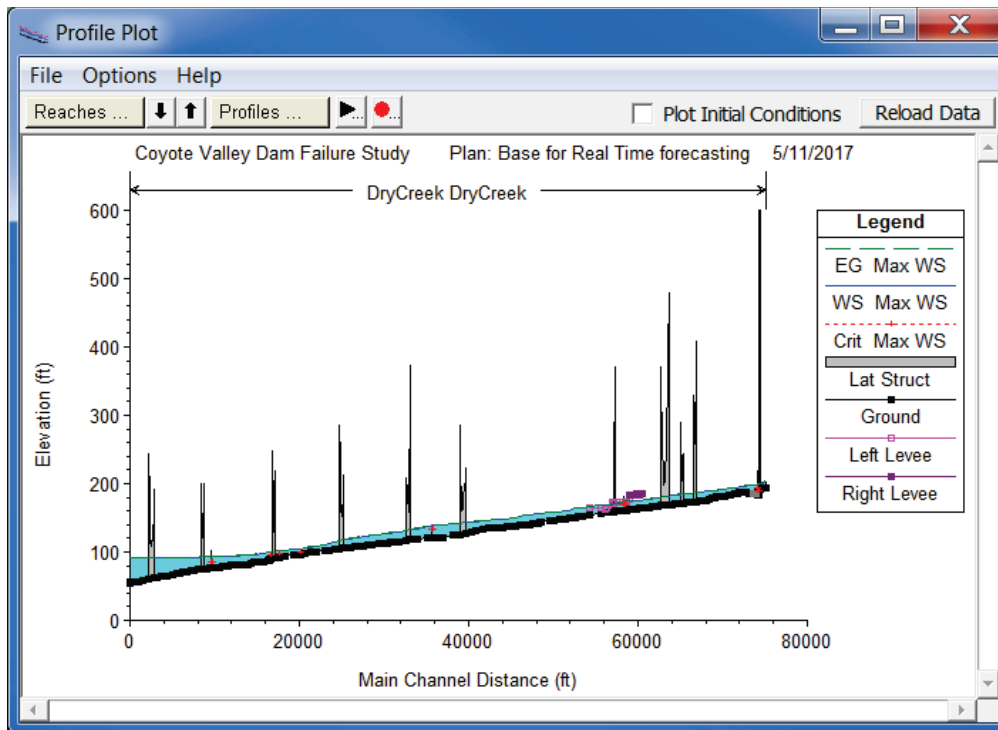 Profile Plot
File Options Help
Reaches ... Profiles ... Plot Initial Conditions Reload Data
Coyote Valley Dam Failure Study Plan: Base for Real Time forecasting 5/11/2017
DryCreek DryCreek
600
500
400
300
200
100
0
Elevation (ft)
0 20000 40000 60000 80000
Main Channel Distance (ft)
Legend
EG Max WS
WS Max WS
Crit Max WS
Lat Struct
Ground
Left Levee
Right Levee